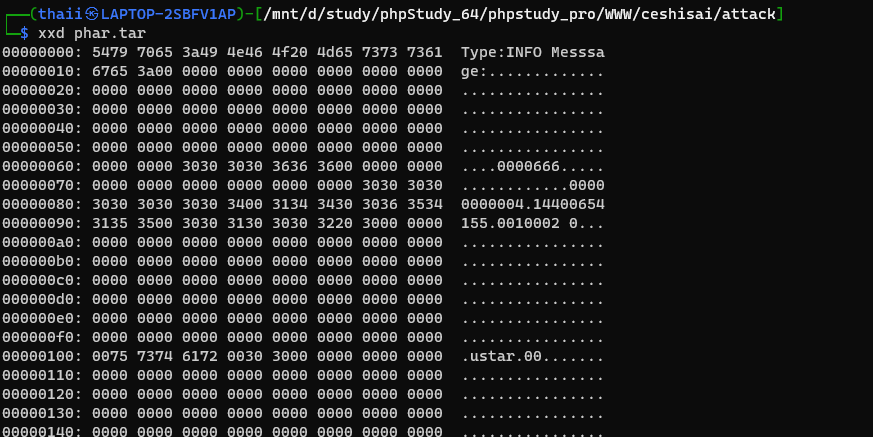 ┌──(thaii㉿LAPTOP-2SBFV1AP)-[/mnt/d/study/phpStudy_64/phpstudy_pro/WWW/ceshisai/attack]
└─$ xxd phar.tar
00000000: 5479 7065 3a49 4e46 4f20 4d65 7373 7361  Type:INFO Messsa
00000010: 6765 3a00 0000 0000 0000 0000 0000 0000  ge:.............
00000020: 0000 0000 0000 0000 0000 0000 0000 0000  ................
00000030: 0000 0000 0000 0000 0000 0000 0000 0000  ................
00000040: 0000 0000 0000 0000 0000 0000 0000 0000  ................
00000050: 0000 0000 0000 0000 0000 0000 0000 0000  ................
00000060: 0000 0000 3030 3030 3636 3600 0000 0000  ....0000666.....
00000070: 0000 0000 0000 0000 0000 0000 3030 3030  ............0000
00000080: 3030 3030 3030 3400 3134 3430 3036 3534  0000004.14400654
00000090: 3135 3500 3030 3130 3030 3220 3000 0000  155.0010002 0...
000000a0: 0000 0000 0000 0000 0000 0000 0000 0000  ................
000000b0: 0000 0000 0000 0000 0000 0000 0000 0000  ................
000000c0: 0000 0000 0000 0000 0000 0000 0000 0000  ................
000000d0: 0000 0000 0000 0000 0000 0000 0000 0000  ................
000000e0: 0000 0000 0000 0000 0000 0000 0000 0000  ................
000000f0: 0000 0000 0000 0000 0000 0000 0000 0000  ................
00000100: 0075 7374 6172 0030 3000 0000 0000 0000  .ustar.00.......
00000110: 0000 0000 0000 0000 0000 0000 0000 0000  ................
00000120: 0000 0000 0000 0000 0000 0000 0000 0000  ................
00000130: 0000 0000 0000 0000 0000 0000 0000 0000  ................
00000140: 0000 0000 0000 0000 0000 0000 0000 0000  ................